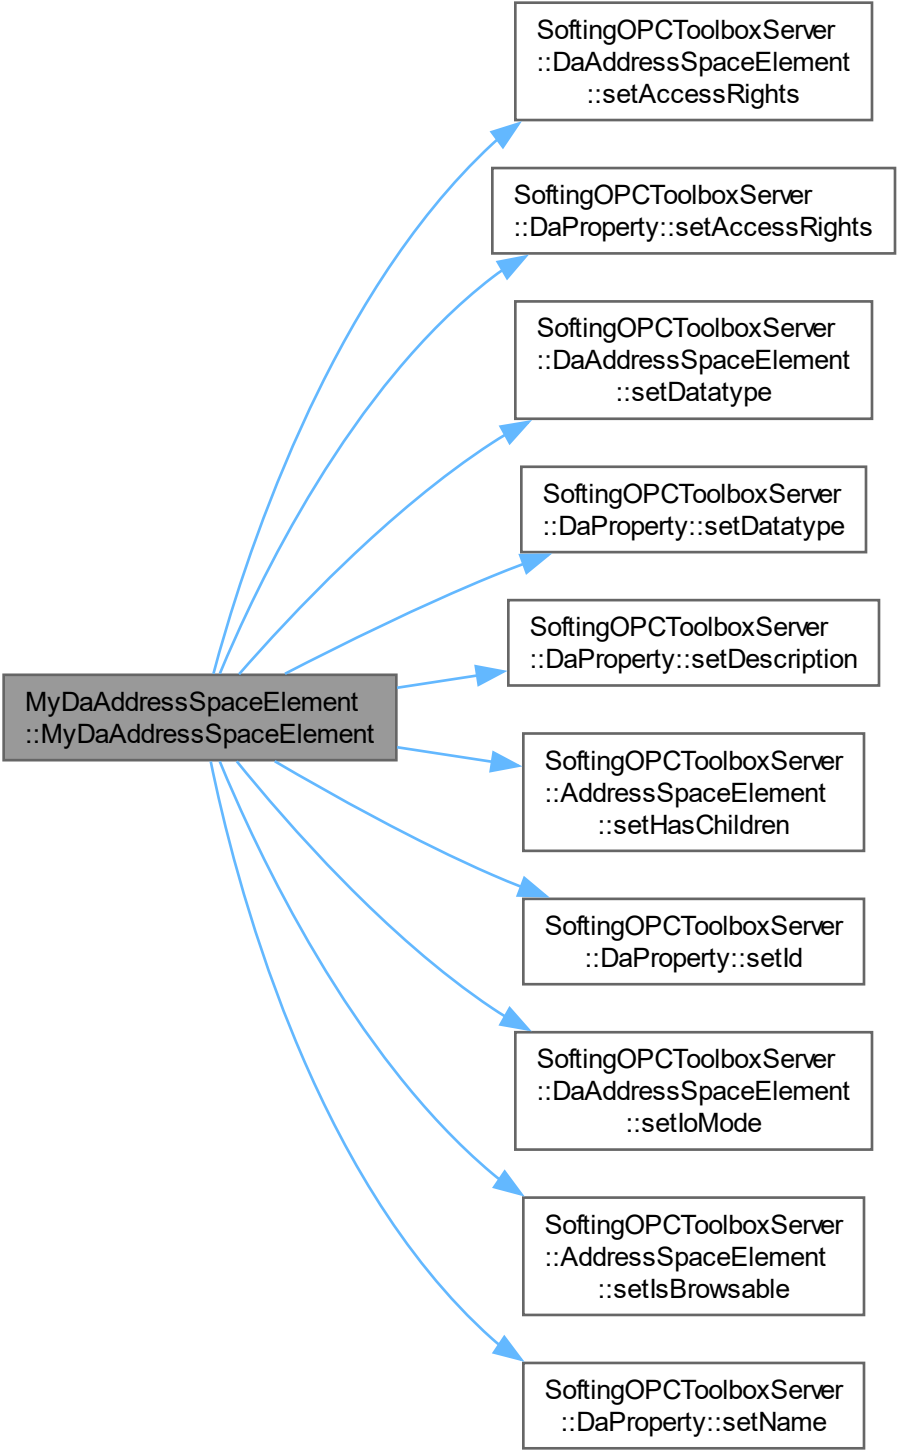 SoftingOPCToolboxServer
::DaAddressSpaceElement
::setAccessRights
SoftingOPCToolboxServer
::DaProperty::setAccessRights
SoftingOPCToolboxServer
::DaAddressSpaceElement
::setDatatype
SoftingOPCToolboxServer
::DaProperty::setDatatype
SoftingOPCToolboxServer
::DaProperty::setDescription
MyDaAddressSpaceElement
::MyDaAddressSpaceElement
SoftingOPCToolboxServer
::AddressSpaceElement
::setHasChildren
SoftingOPCToolboxServer
::DaProperty::setId
SoftingOPCToolboxServer
::DaAddressSpaceElement
::setIoMode
SoftingOPCToolboxServer
::AddressSpaceElement
::setIsBrowsable
SoftingOPCToolboxServer
::DaProperty::setName